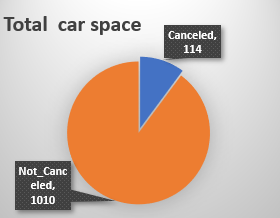 Total car space
Canceled,
114
Not_Canc
eled,
1010